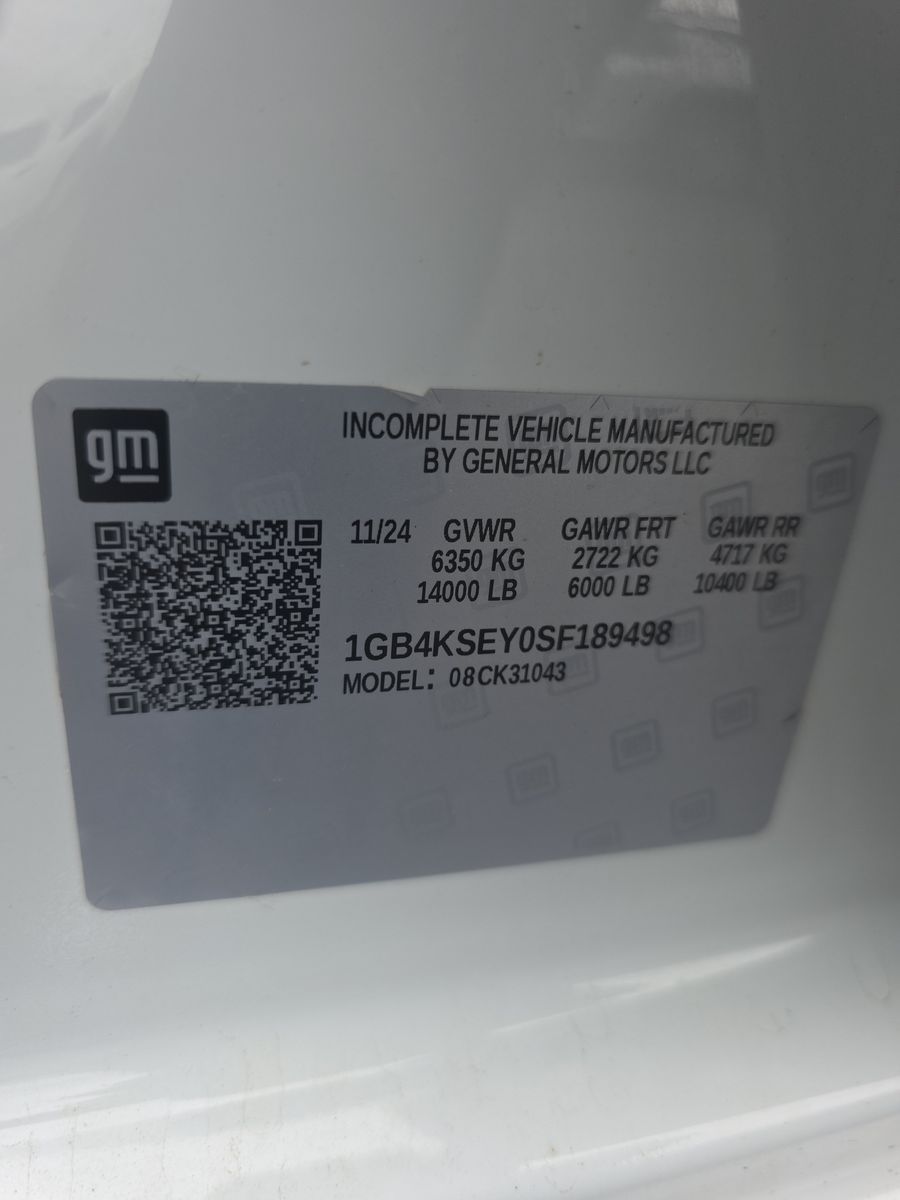 gm
INCOMPLETE VEHICLE MANUFACTURED
BY GENERAL MOTORS LLC
11/24 GVWR GAWR FRT GAWR RR
6350 KG 2722 KG 4717 KG
14000 LB 6000 LB 10400 LB
1GB4KSEY0SF189498
MODEL: 08CK31043